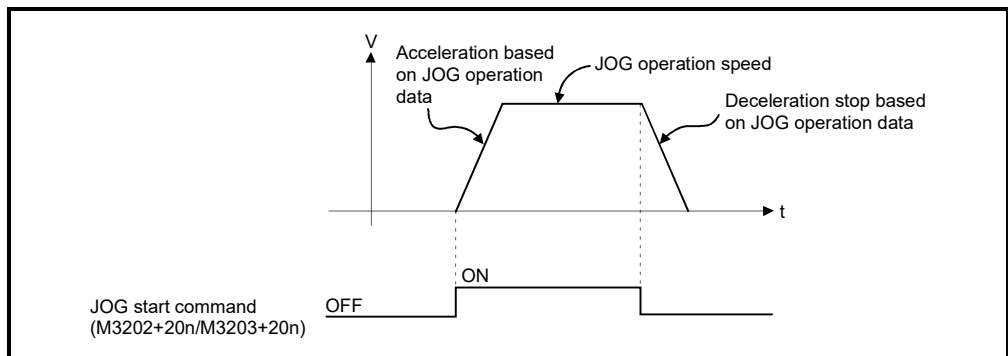 V
Acceleration based
on JOG operation
data
JOG operation speed
Deceleration stop based
on JOG operation data
t
ON
JOG start command
(M3202+20n/M3203+20n)
OFF